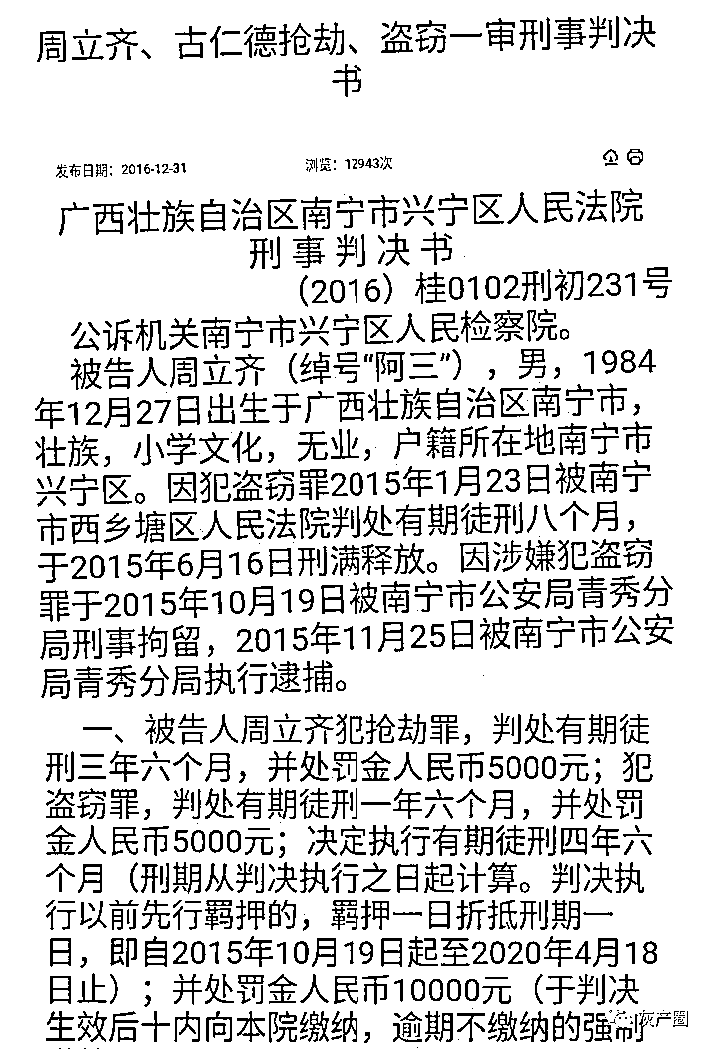 周立齐、古仁德抢劫、盗窃一审刑事判决
书
发布日期：2016-12-31 浏览：12943次
广西壮族自治区南宁市兴宁区人民法院
刑事判决书
（2016）桂0102刑初231号
公诉机关南宁市兴宁区人民检察院。
被告人周立齐（绰号“阿三”），男，1984
年12月27日出生于广西壮族自治区南宁市，
壮族，小学文化，无业，户籍所在地南宁市
兴宁区。因犯盗窃罪2015年1月23日被南宁
市西乡塘区人民法院判处有期徒刑八个月，
于2015年6月16日刑满释放。因涉嫌犯盗窃
罪于2015年10月19日被南宁市公安局青秀分
局刑事拘留，2015年11月25日被南宁市公安
局青秀分局执行逮捕。
一、被告人周立齐犯抢劫罪，判处有期徒
刑三年六个月，并处罚金人民币5000元；犯
盗窃罪，判处有期徒刑一年六个月，并处罚
金人民币5000元；决定执行有期徒刑四年六
个月（刑期从判决执行之日起计算。判决执
行以前先行羁押的，羁押一日折抵刑期一
日，即自2015年10月19日起至2020年4月18
日止）；并处罚金人民币10000元（于判决
生效后十内向本院缴纳，逾期不缴纳的强制
灰产圈